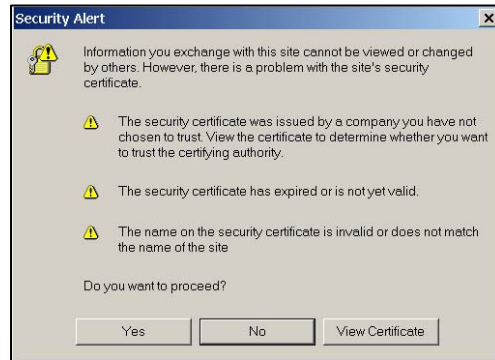 Security Alert
Information you exchange with this site cannot be viewed or changed
by others. However, there is a problem with the site's security
certificate.
The security certificate was issued by a company you have not
chosen to trust. View the certificate to determine whether you want
to trust the certifying authority.
The security certificate has expired or is not yet valid.
The name on the security certificate is invalid or does not match
the name of the site
Do you want to proceed?
Yes
No
View Certificate